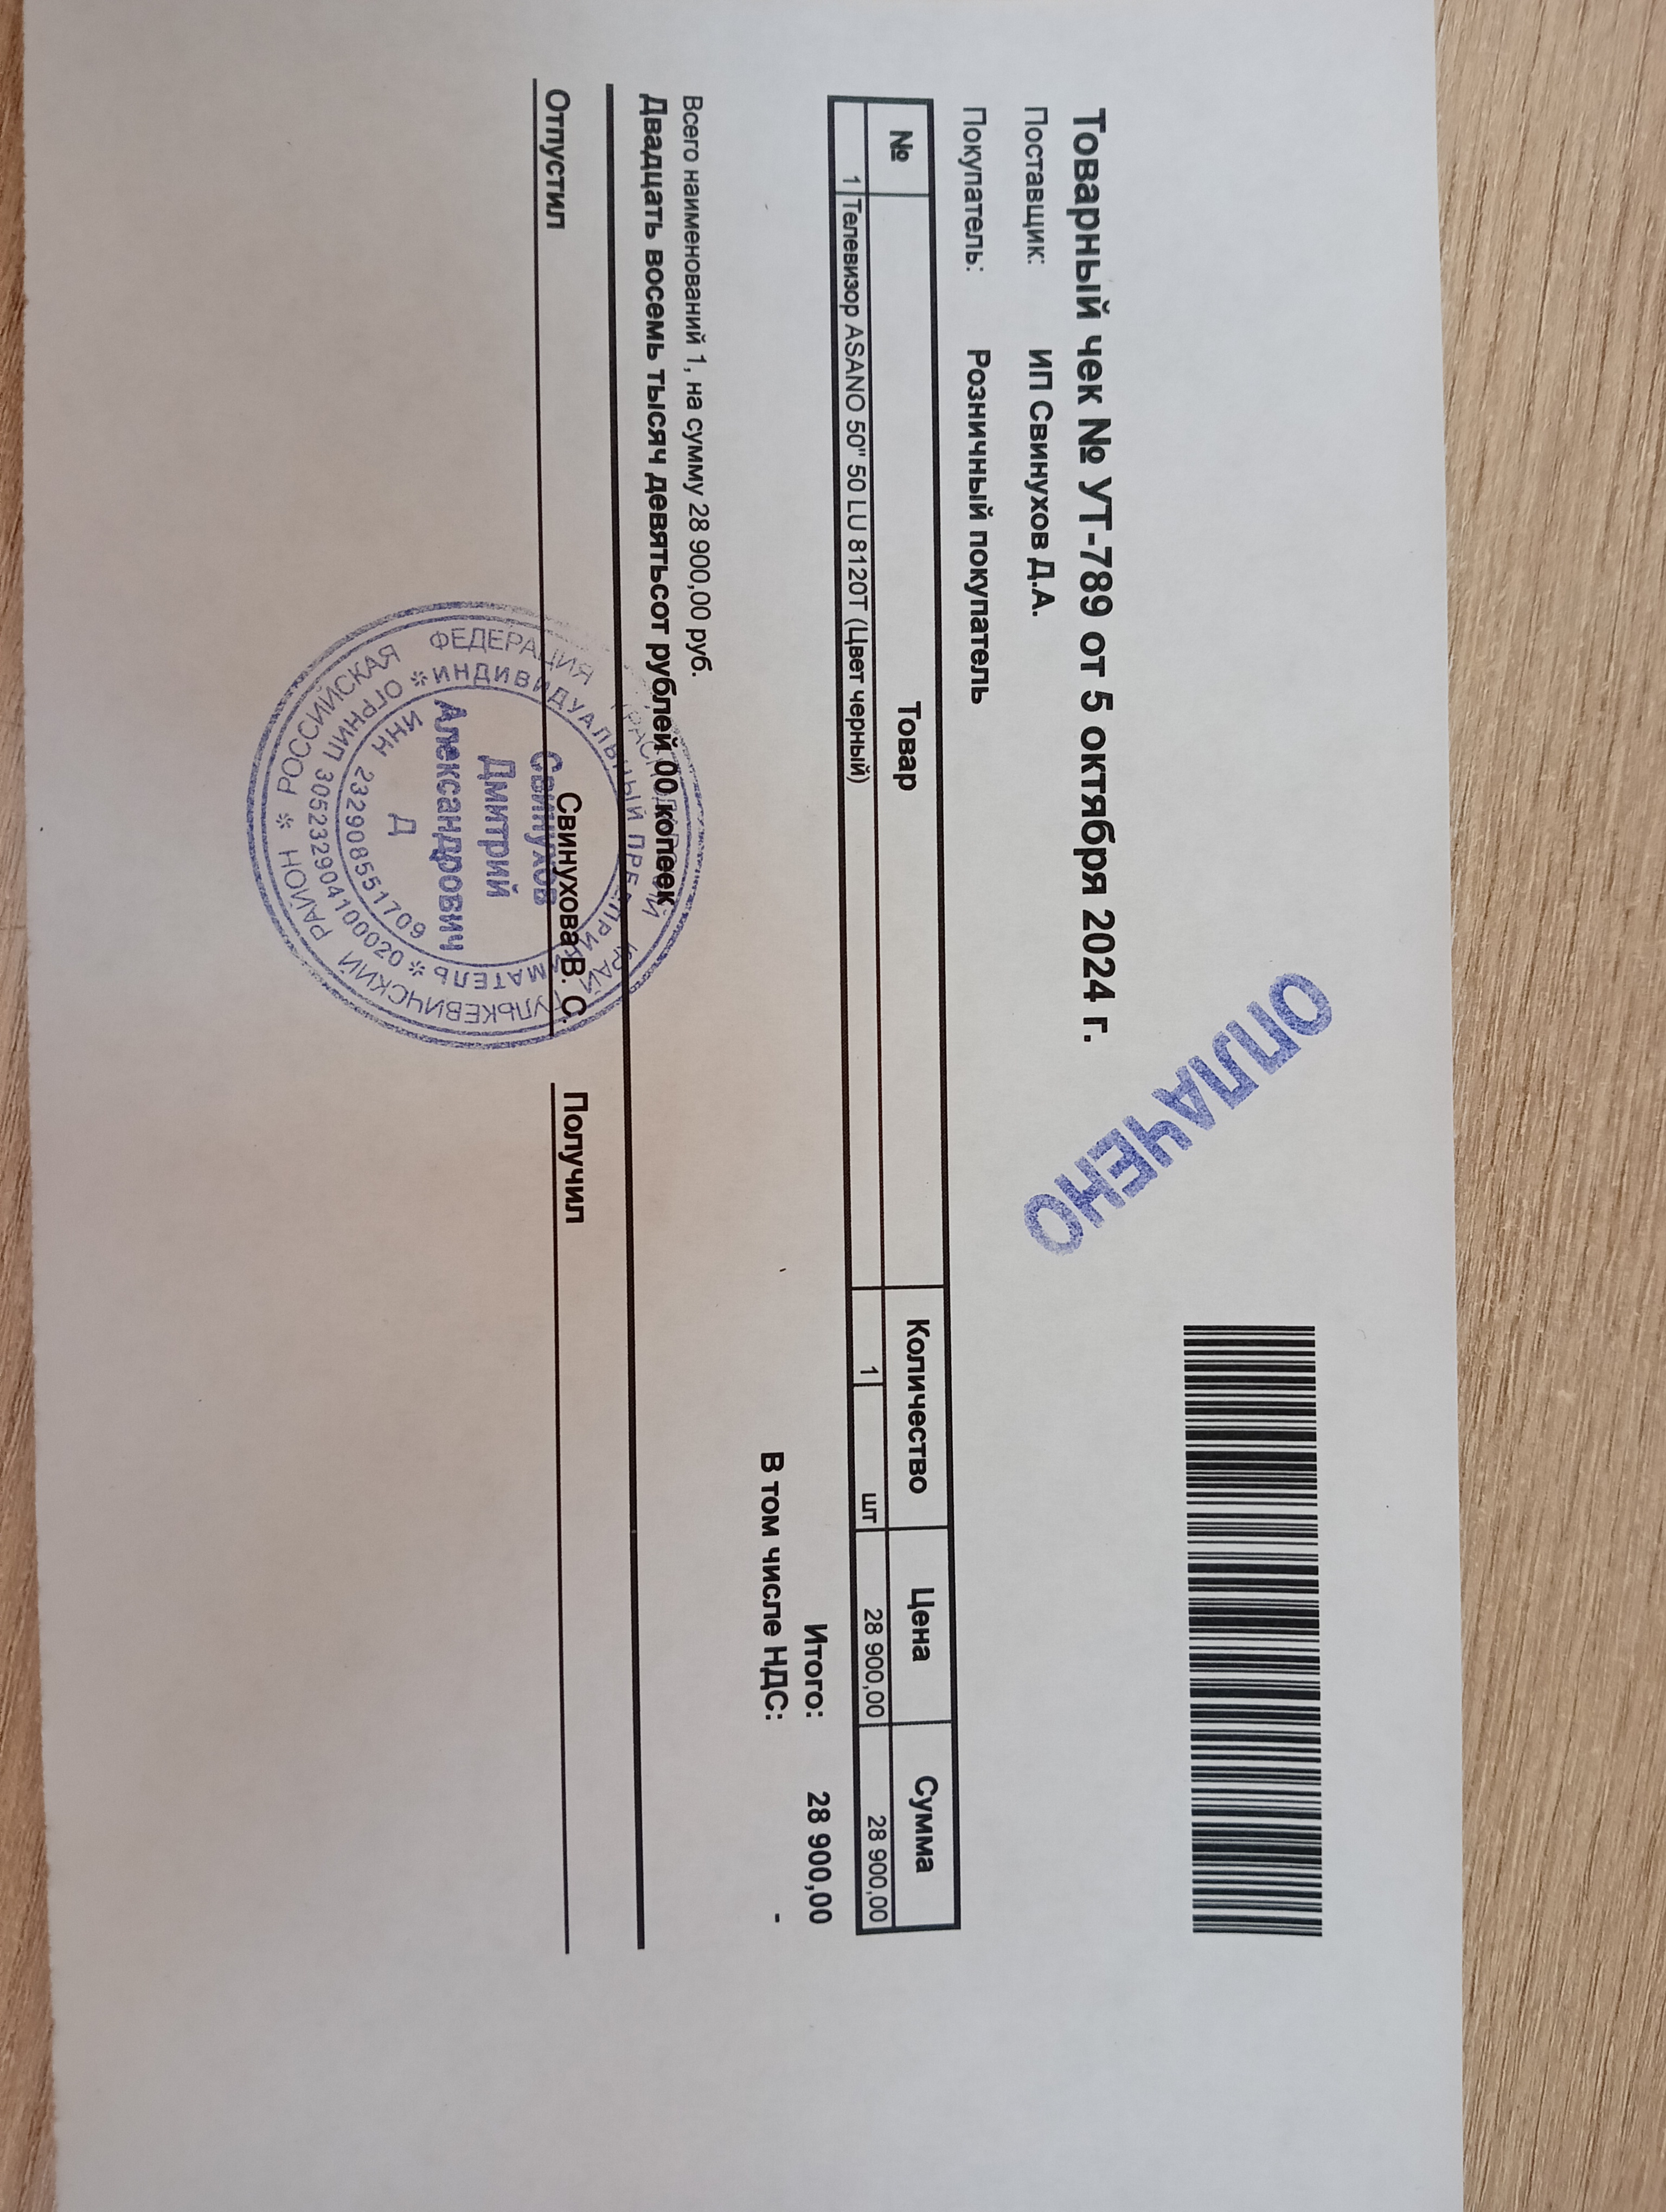 ОПЛАЧЕНО
Товарный чек № УТ-789 от 5 октября 2024 г.
Поставщик: ИП Свинухов Д.А.
Покупатель: Розничный покупатель
№ Товар Количество Цена Сумма
1 Телевизор ASANO 50" 50 LU 8120T (Цвет черный) 1 шт 28 900,00 28 900,00
Итого: 28 900,00
В том числе НДС: -
Всего наименований 1, на сумму 28 900,00 руб.
Двадцать восемь тысяч девятьсот рублей 00 копеек
Отпустил Свинухова В. С. Получил
РОССИЙСКАЯ ФЕДЕРАЦИЯ КРАЙ РАЙОН
ИНДИВИДУАЛЬНЫЙ
ОГРНИП 305232904100020
ИНН 232908551709
Свинухов
Дмитрий
Александрович
Д